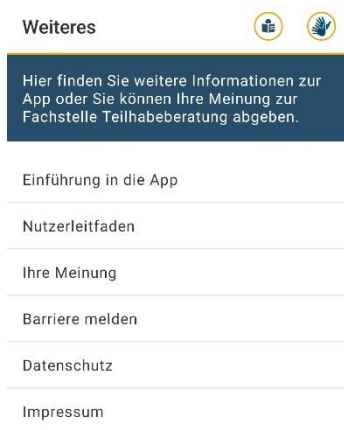 Weiteres
Hier finden Sie weitere Informationen zur
App oder Sie können Ihre Meinung zur
Fachstelle Teilhabeberatung abgeben.
Einführung in die App
Nutzerleitfaden
Ihre Meinung
Barriere melden
Datenschutz
Impressum